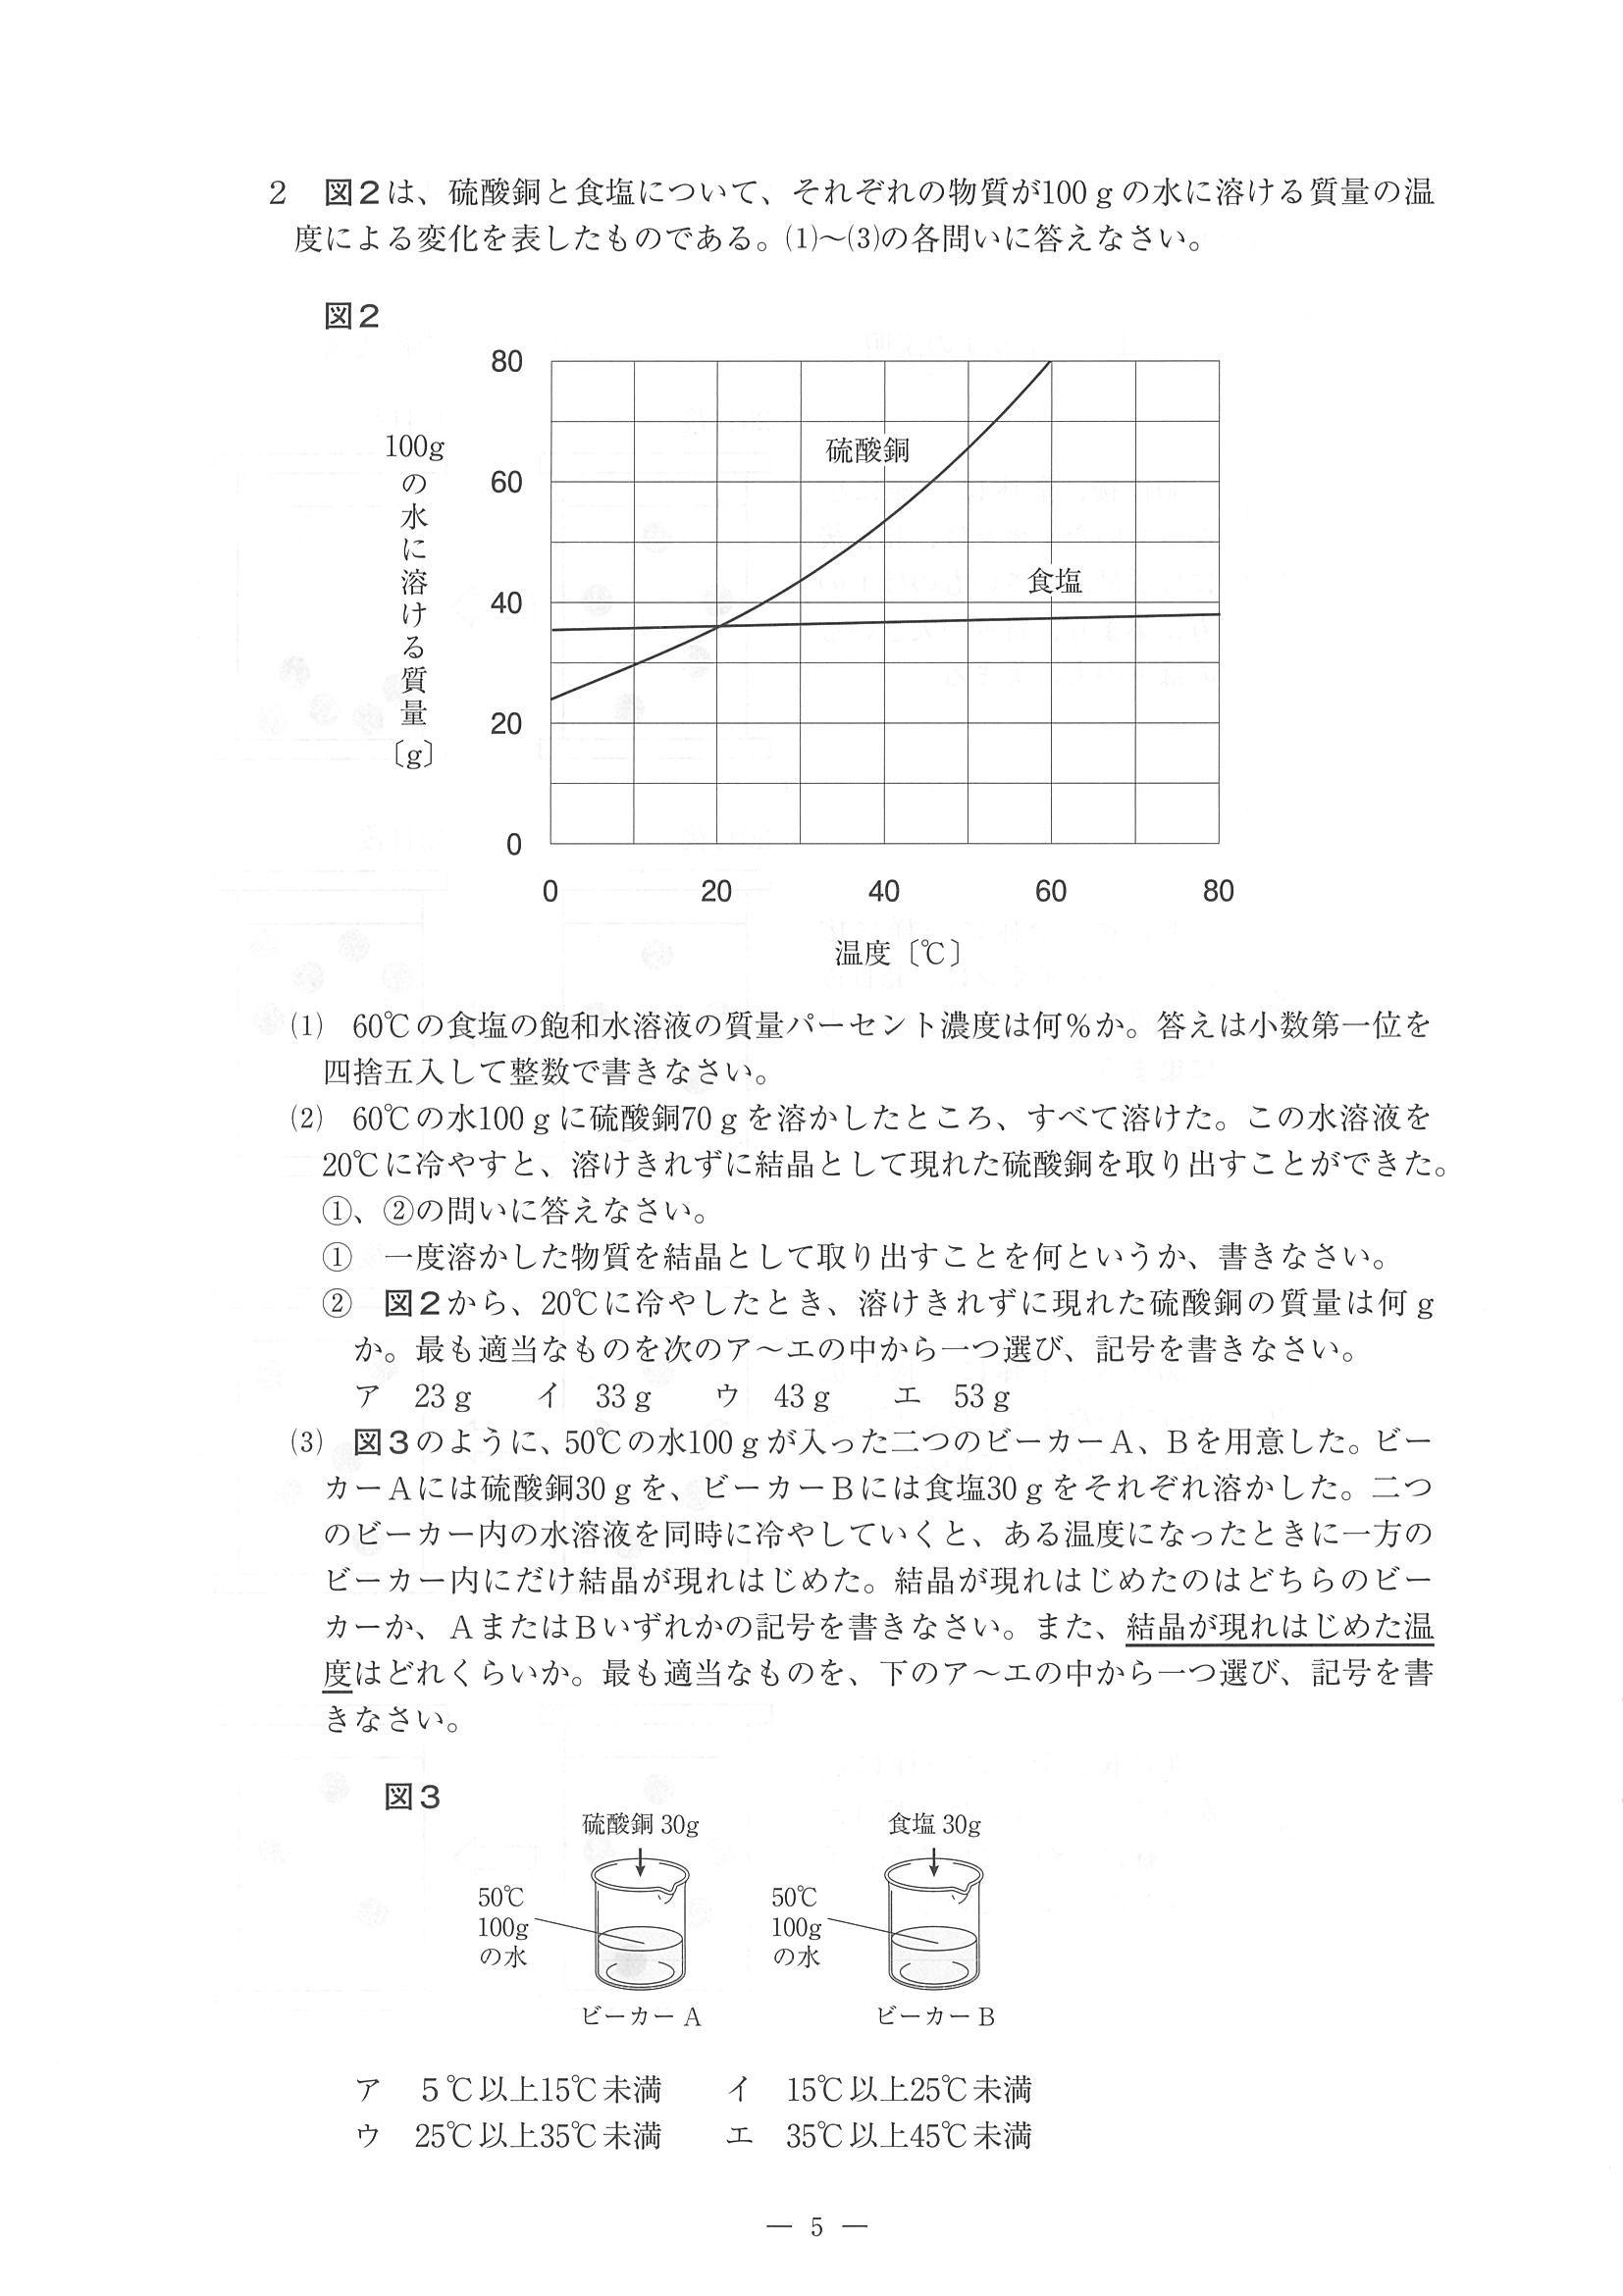 2 図2は、硫酸銅と食塩について、それぞれの物質が100gの水に溶ける質量の温
度による変化を表したものである。(1)～(3)の各問いに答えなさい。
図2
80
60
40
20
0
100g
の
水
に
溶
け
る
質
量
〔g〕
硫酸銅
食塩
0 20 40 60 80
温度〔℃〕
(1) 60℃の食塩の飽和水溶液の質量パーセント濃度は何%か。答えは小数第一位を
四捨五入して整数で書きなさい。
(2) 60℃の水100gに硫酸銅70gを溶かしたところ、すべて溶けた。この水溶液を
20℃に冷やすと、溶けきれずに結晶として現れた硫酸銅を取り出すことができた。
①、②の問いに答えなさい。
① 一度溶かした物質を結晶として取り出すことを何というか、書きなさい。
② 図2から、20℃に冷やしたとき、溶けきれずに現れた硫酸銅の質量は何g
か。最も適当なものを次のア～エの中から一つ選び、記号を書きなさい。
ア 23g イ 33g ウ 43g エ 53g
(3) 図3のように、50℃の水100gが入った二つのビーカーA、Bを用意した。ビー
カーAには硫酸銅30gを、ビーカーBには食塩30gをそれぞれ溶かした。二つ
のビーカー内の水溶液を同時に冷やしていくと、ある温度になったときに一方の
ビーカー内にだけ結晶が現れはじめた。結晶が現れはじめたのはどちらのビー
カーか、AまたはBいずれかの記号を書きなさい。また、結晶が現れはじめた温
度はどれくらいか。最も適当なものを、下のア～エの中から一つ選び、記号を書
きなさい。
図3
硫酸銅 30g
50℃
100g
の水
ビーカー A
食塩 30g
50℃
100g
の水
ビーカー B
ア 5℃以上15℃未満 イ 15℃以上25℃未満
ウ 25℃以上35℃未満 エ 35℃以上45℃未満
— 5 —